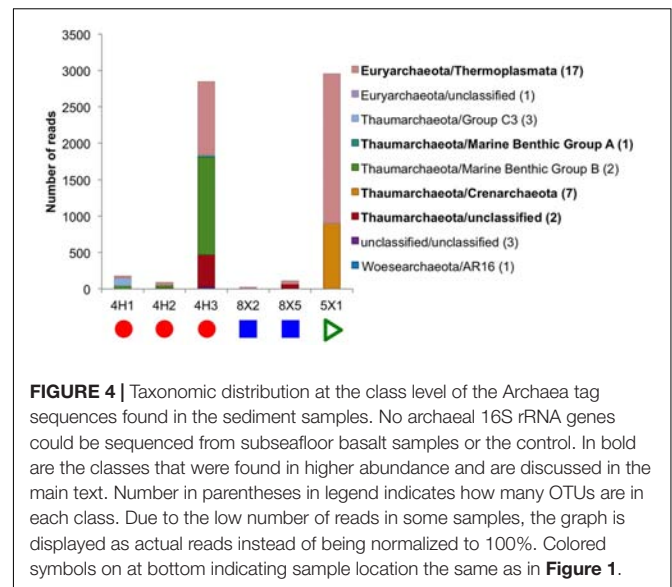 3500
3000
2500
2000
1500
1000
500
0
Number of reads
4H1 4H2 4H3 8X2 8X5 5X1
Euryarchaeota/Thermoplasmata (17)
Euryarchaeota/unclassified (1)
Thaumarchaeota/Group C3 (3)
Thaumarchaeota/Marine Benthic Group A (1)
Thaumarchaeota/Marine Benthic Group B (2)
Thaumarchaeota/Crenarchaeota (7)
Thaumarchaeota/unclassified (2)
unclassified/unclassified (3)
Woesearchaeota/AR16 (1)
FIGURE 4 | Taxonomic distribution at the class level of the Archaea tag
sequences found in the sediment samples. No archaeal 16S rRNA genes
could be sequenced from subseafloor basalt samples or the control. In bold
are the classes that were found in higher abundance and are discussed in the
main text. Number in parentheses in legend indicates how many OTUs are in
each class. Due to the low number of reads in some samples, the graph is
displayed as actual reads instead of being normalized to 100%. Colored
symbols on at bottom indicating sample location the same as in Figure 1.